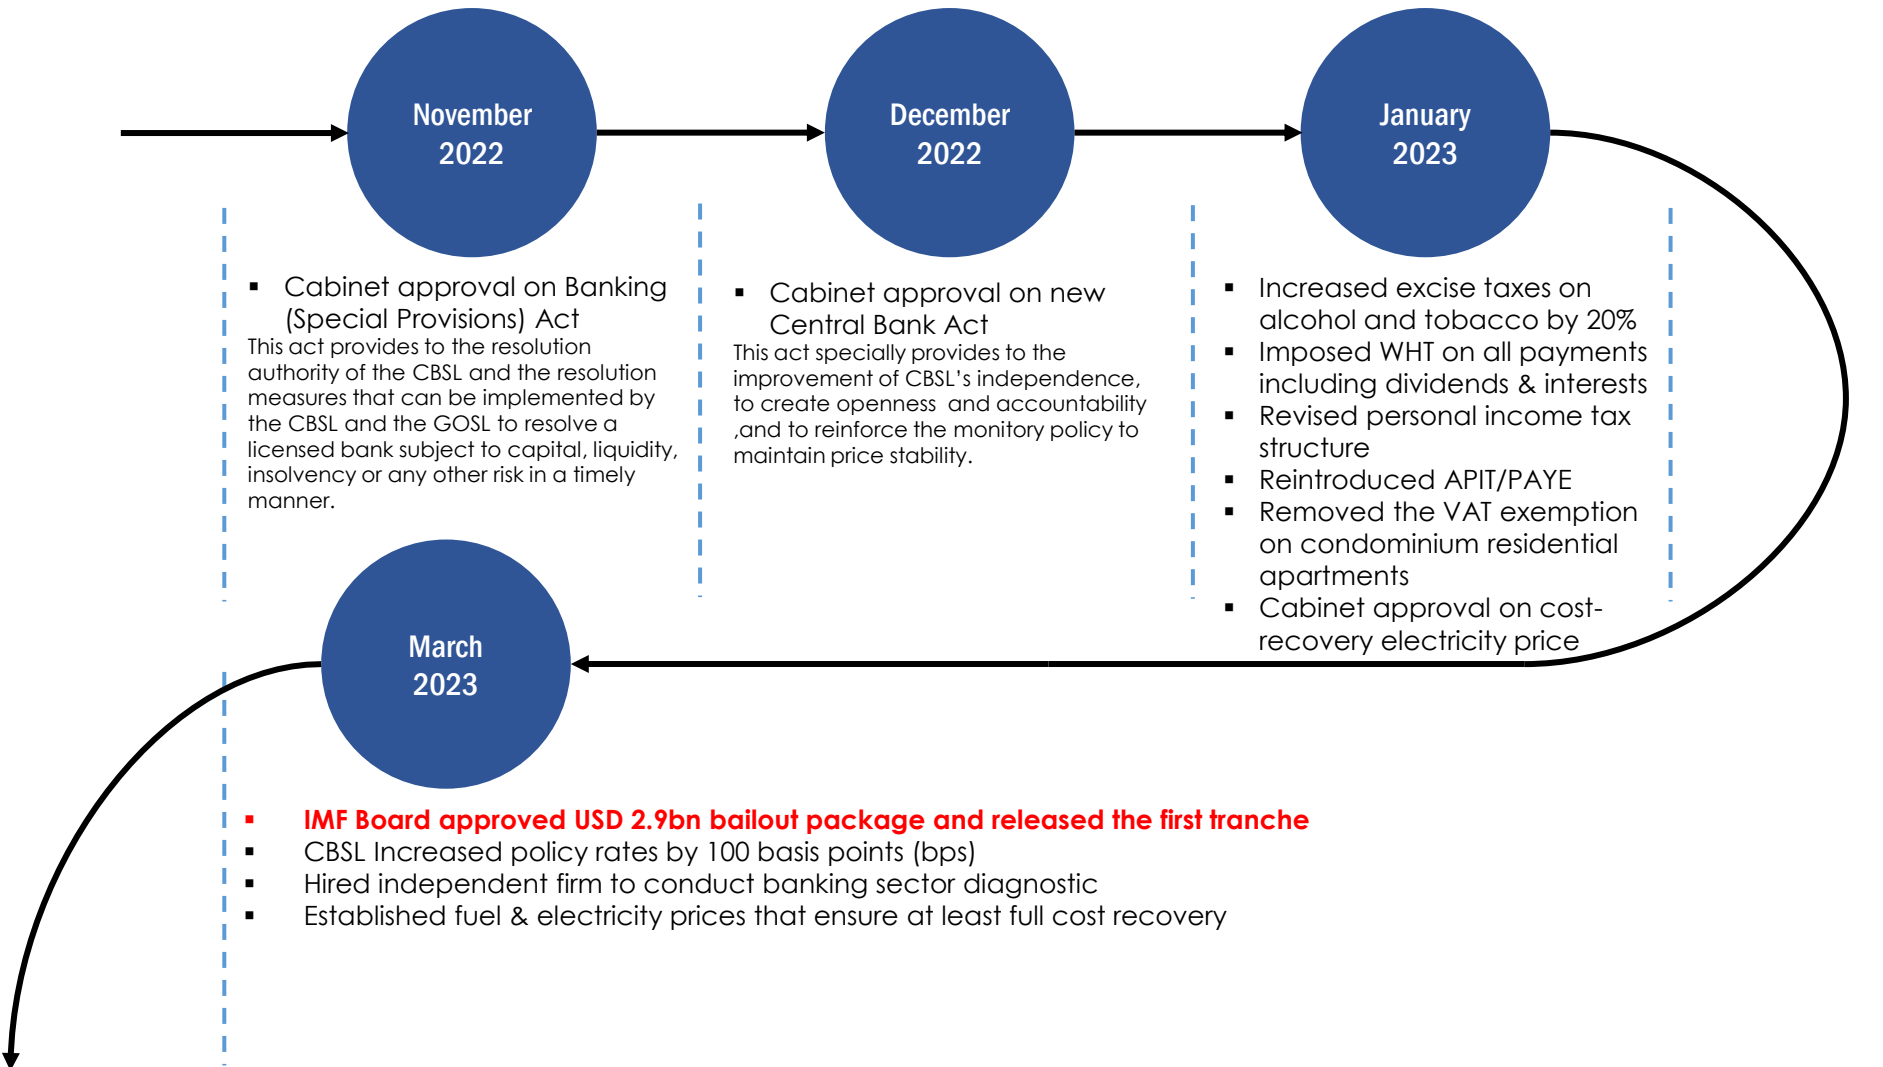 November
2022
December
2022
January
2023
▪ Cabinet approval on Banking
(Special Provisions) Act
This act provides to the resolution
authority of the CBSL and the resolution
measures that can be implemented by
the CBSL and the GOSL to resolve a
licensed bank subject to capital, liquidity,
insolvency or any other risk in a timely
manner.
▪ Cabinet approval on new
Central Bank Act
This act specially provides to the
improvement of CBSL’s independence,
to create openness  and accountability
,and to reinforce the monitory policy to
maintain price stability.
▪ Increased excise taxes on
alcohol and tobacco by 20%
▪ Imposed WHT on all payments
including dividends & interests
▪ Revised personal income tax
structure
▪ Reintroduced APIT/PAYE
▪ Removed the VAT exemption
on condominium residential
apartments
▪ Cabinet approval on cost-
recovery electricity price
March
2023
▪ IMF Board approved USD 2.9bn bailout package and released the first tranche
▪ CBSL Increased policy rates by 100 basis points (bps)
▪ Hired independent firm to conduct banking sector diagnostic
▪ Established fuel & electricity prices that ensure at least full cost recovery